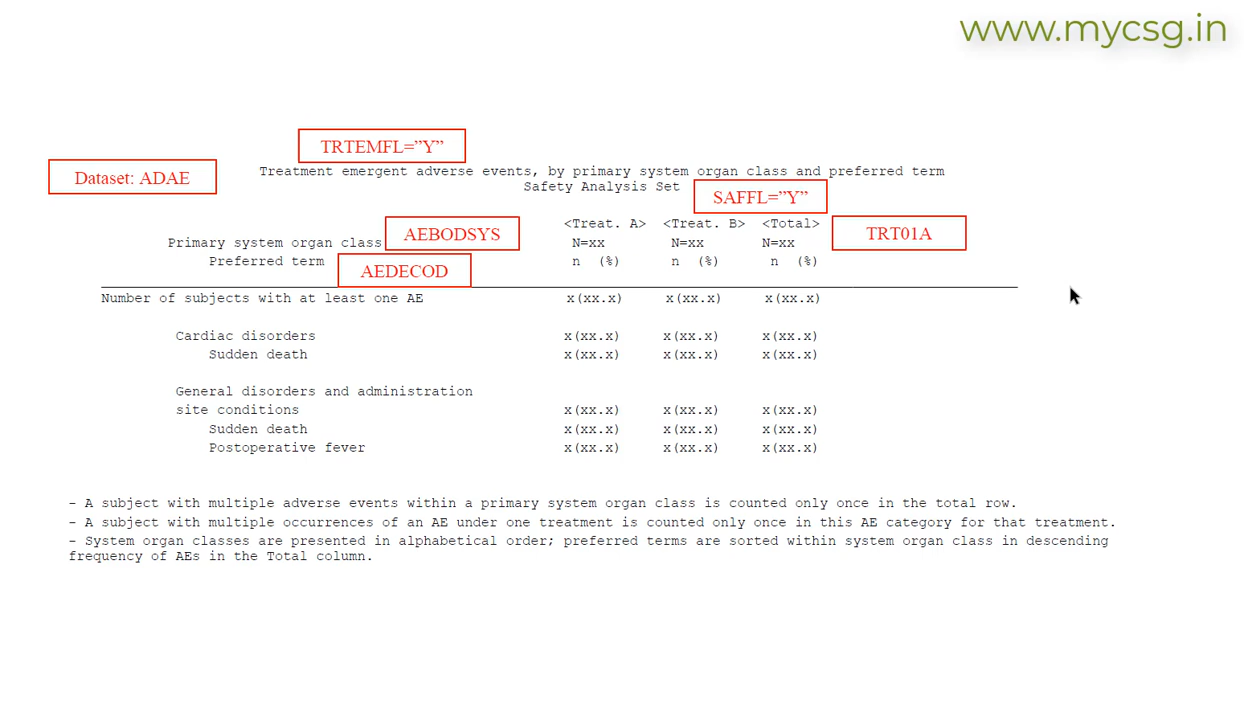 www.mycsg.in
TRTEMFL=”Y”
Dataset: ADAE
Treatment emergent adverse events, by primary system organ class and preferred term
Safety Analysis Set
SAFFL=”Y”
<Treat. A> <Treat. B> <Total>
TRT01A
Primary system organ class
AEBODSYS
N=xx N=xx N=xx
Preferred term
AEDECOD
n (%) n (%) n (%)
Number of subjects with at least one AE x(xx.x) x(xx.x) x(xx.x)
Cardiac disorders x(xx.x) x(xx.x) x(xx.x)
Sudden death x(xx.x) x(xx.x) x(xx.x)
General disorders and administration
site conditions x(xx.x) x(xx.x) x(xx.x)
Sudden death x(xx.x) x(xx.x) x(xx.x)
Postoperative fever x(xx.x) x(xx.x) x(xx.x)
- A subject with multiple adverse events within a primary system organ class is counted only once in the total row.
- A subject with multiple occurrences of an AE under one treatment is counted only once in this AE category for that treatment.
- System organ classes are presented in alphabetical order; preferred terms are sorted within system organ class in descending
frequency of AEs in the Total column.